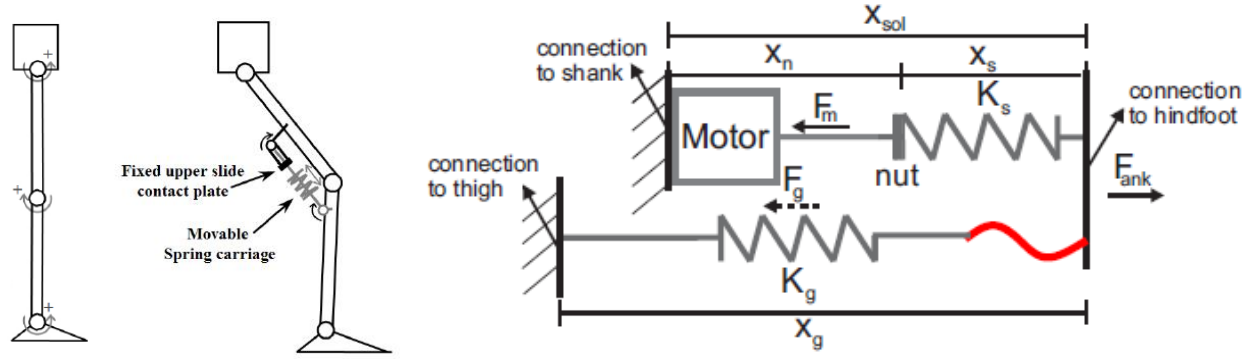 +
+
+
Fixed upper slide
contact plate
Movable
Spring carriage
connection
to shank
connection
to thigh
x_sol
x_n
x_s
K_s
Motor
F_m
nut
F_g
K_g
x_g
connection
to hindfoot
F_ank